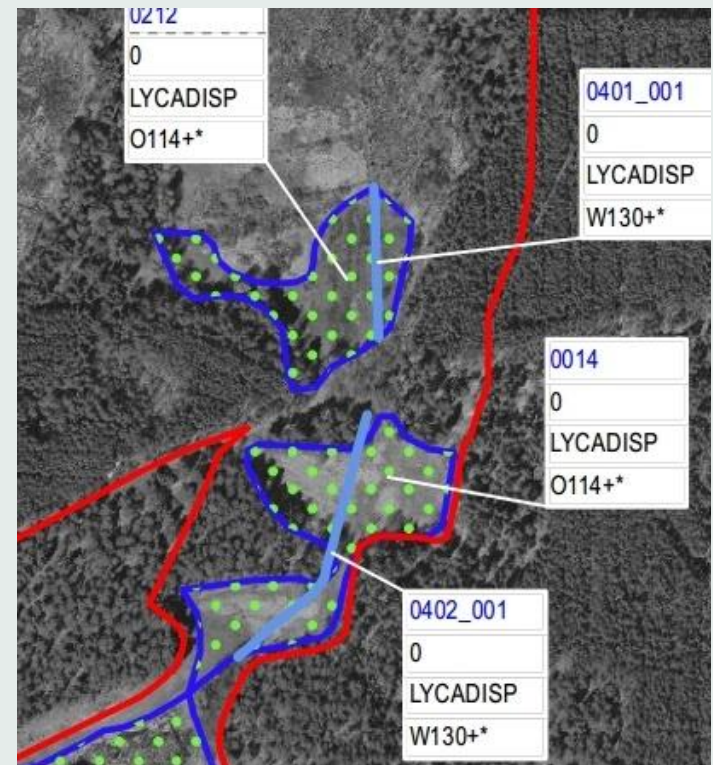 0212
0
LYCADISP
O114+*
0401_001
0
LYCADISP
W130+*
0014
0
LYCADISP
O114+*
0402_001
0
LYCADISP
W130+*